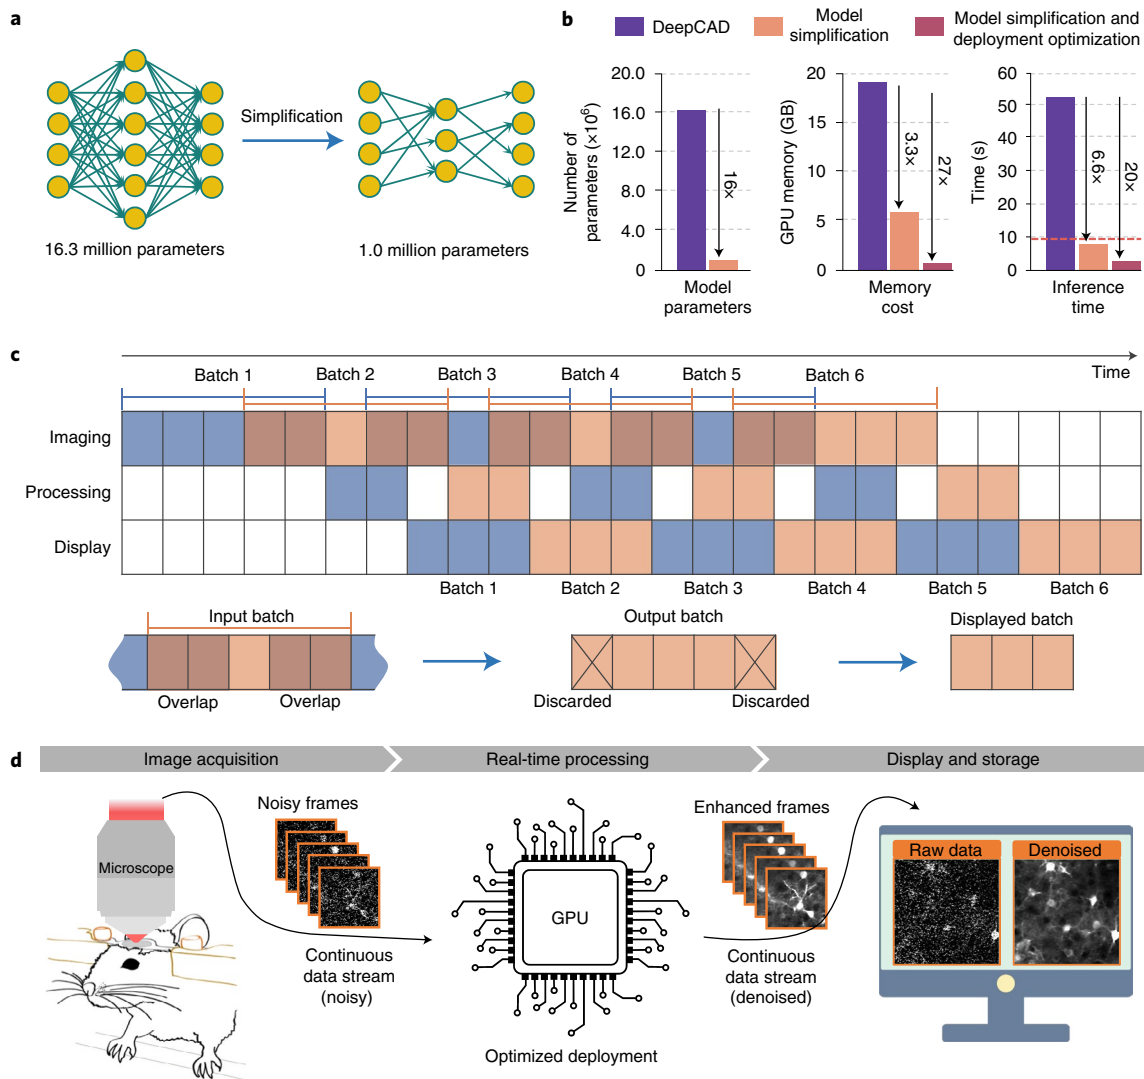 a
Simplification
16.3 million parameters
1.0 million parameters
b
DeepCAD
Model
simplification
Model simplification and
deployment optimization
Number of
parameters (×10⁶)
20.0
16.0
12.0
8.0
4.0
0
16×
Model
parameters
GPU memory (GB)
20
15
10
5
0
3.3×
27×
Memory
cost
Time (s)
60
50
40
30
20
10
0
6.6×
20×
Inference
time
c
Time
Batch 1
Batch 2
Batch 3
Batch 4
Batch 5
Batch 6
Imaging
Processing
Display
Batch 1
Batch 2
Batch 3
Batch 4
Batch 5
Batch 6
Input batch
Overlap
Overlap
Output batch
Discarded
Discarded
Displayed batch
d
Image acquisition
Real-time processing
Display and storage
Microscope
Noisy frames
Continuous
data stream
(noisy)
GPU
Optimized deployment
Enhanced frames
Continuous
data stream
(denoised)
Raw data
Denoised